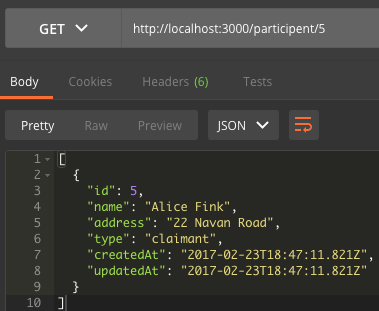 GET http://localhost:3000/participent/5
Body Cookies Headers (6) Tests
Pretty Raw Preview JSON
1 [
2 {
3 "id": 5,
4 "name": "Alice Fink",
5 "address": "22 Navan Road",
6 "type": "claimant",
7 "createdAt": "2017-02-23T18:47:11.821Z",
8 "updatedAt": "2017-02-23T18:47:11.821Z"
9 }
10 ]